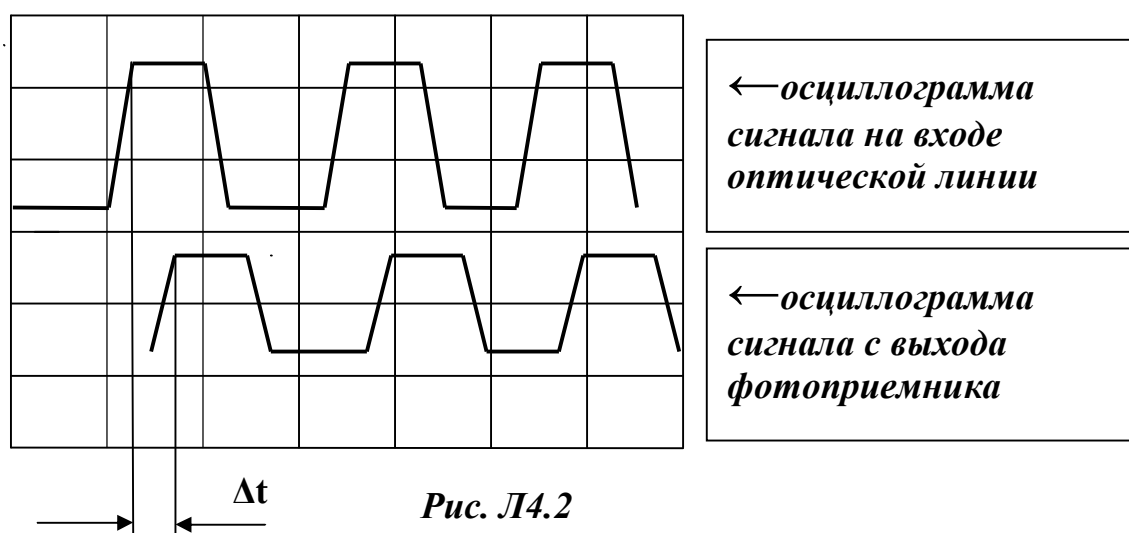 ←осциллограмма
сигнала на входе
оптической линии
←осциллограмма
сигнала с выхода
фотоприемника
Δt
Рис. Л4.2